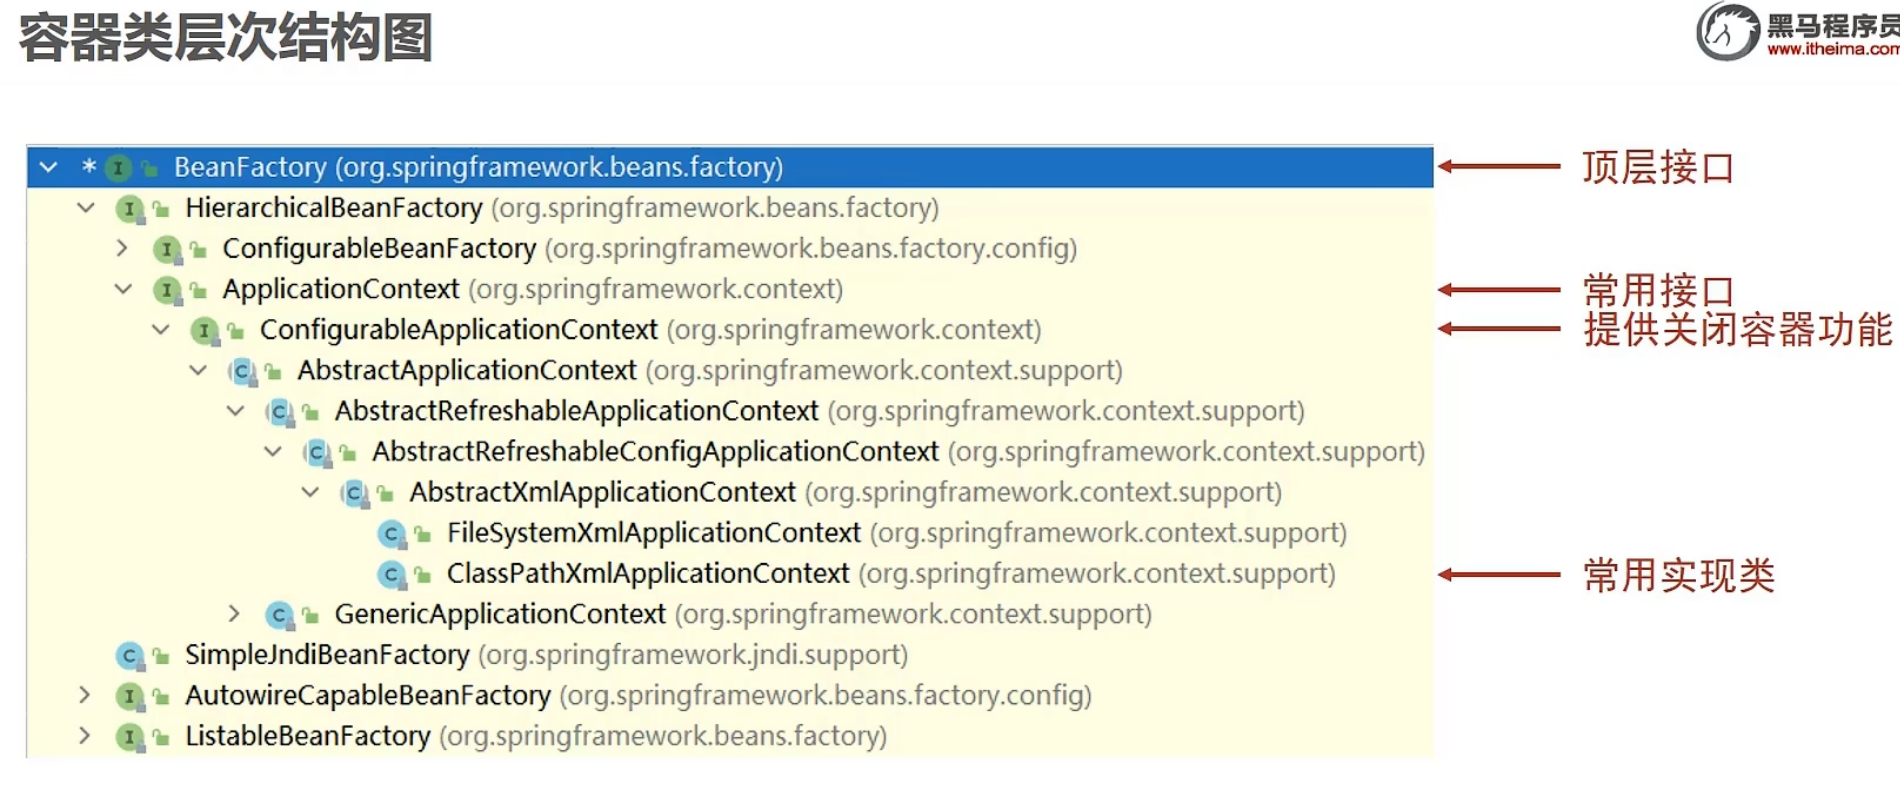 容器类层次结构图
黑马程序员
www.itheima.com
* BeanFactory (org.springframework.beans.factory)
顶层接口
HierarchicalBeanFactory (org.springframework.beans.factory)
ConfigurableBeanFactory (org.springframework.beans.factory.config)
ApplicationContext (org.springframework.context)
常用接口
ConfigurableApplicationContext (org.springframework.context)
提供关闭容器功能
AbstractApplicationContext (org.springframework.context.support)
AbstractRefreshableApplicationContext (org.springframework.context.support)
AbstractRefreshableConfigApplicationContext (org.springframework.context.support)
AbstractXmlApplicationContext (org.springframework.context.support)
FileSystemXmlApplicationContext (org.springframework.context.support)
ClassPathXmlApplicationContext (org.springframework.context.support)
常用实现类
GenericApplicationContext (org.springframework.context.support)
SimpleJndiBeanFactory (org.springframework.jndi.support)
AutowireCapableBeanFactory (org.springframework.beans.factory.config)
ListableBeanFactory (org.springframework.beans.factory)